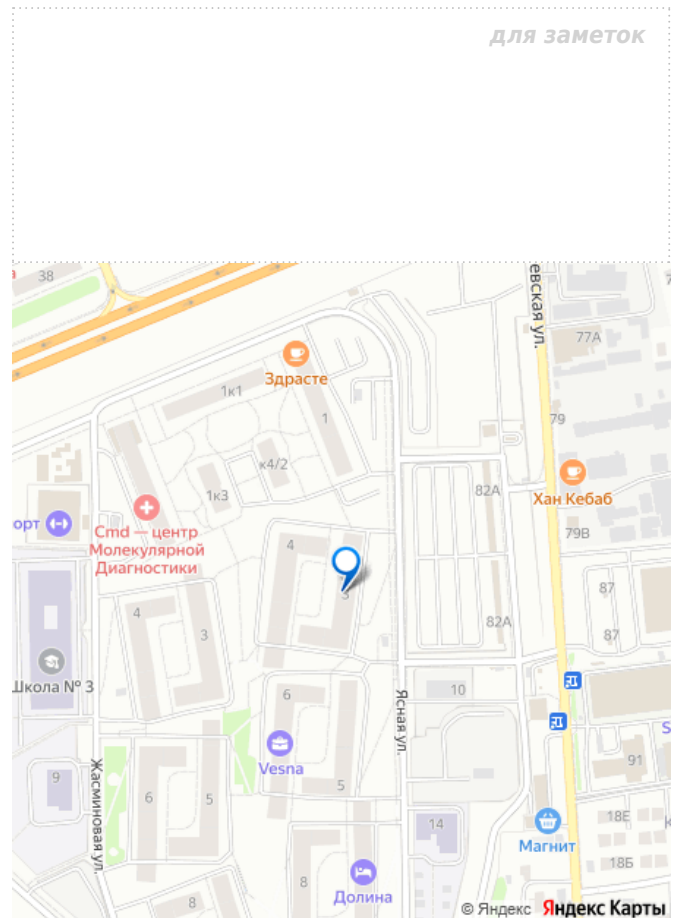 для заметок
38
евская ул.
77А
Здрасте
1к1
1
79
к4/2
1к3
82А
Хан Кебаб
орт
Cmd — центр
Молекулярной
Диагностики
79В
4
3
87
4
3
82А
87
Школа № 3
6
10
Ясная ул.
Vesna
S
91
9
Жасминовая ул.
6
5
5
14
Магнит
18Е
К
18Б
8
8
Долина
© Яндекс Яндекс Карты